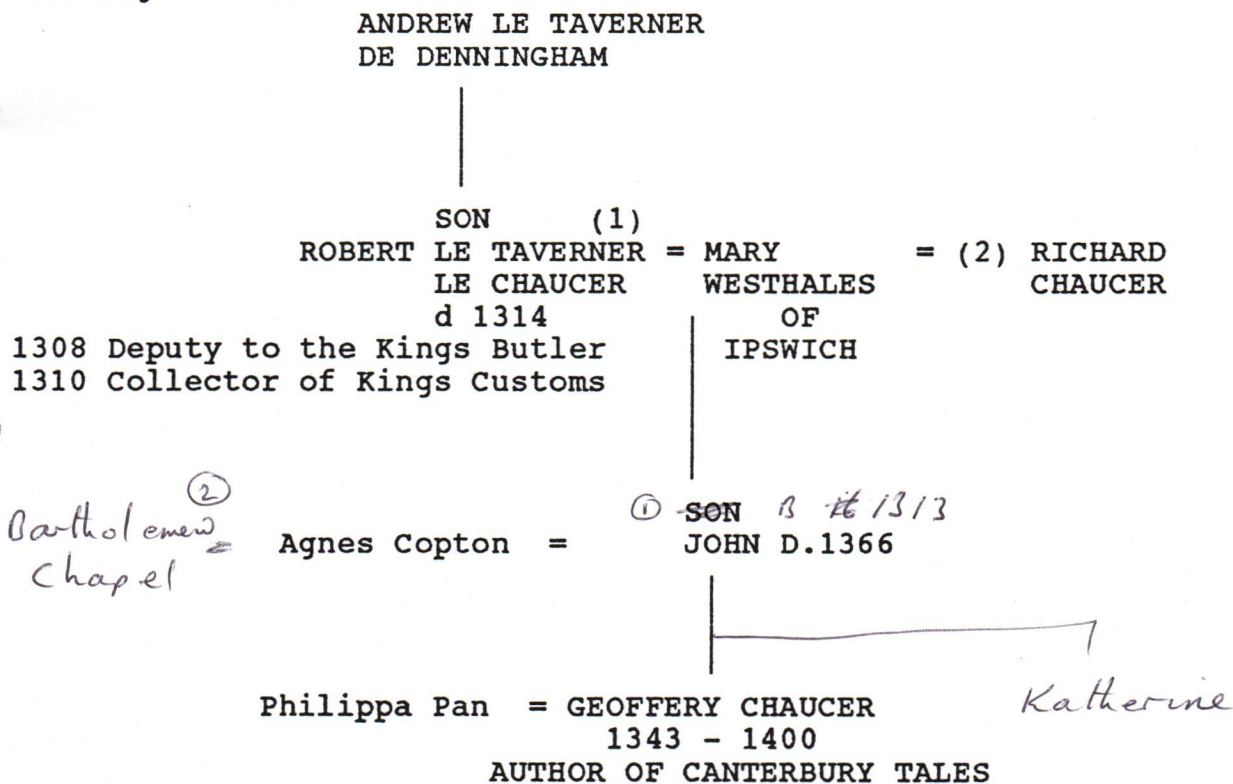 ANDREW LE TAVERNER
DE DENNINGHAM
SON (1)
ROBERT LE TAVERNER = MARY = (2) RICHARD
LE CHAUCER WESTHALES CHAUCER
d 1314 OF
1308 Deputy to the Kings Butler IPSWICH
1310 Collector of Kings Customs
② ① SON B 1313
Bartholemew = Agnes Copton = JOHN D.1366
Chapel
Philippa Pan = GEOFFERY CHAUCER Katherine
1343 - 1400
AUTHOR OF CANTERBURY TALES